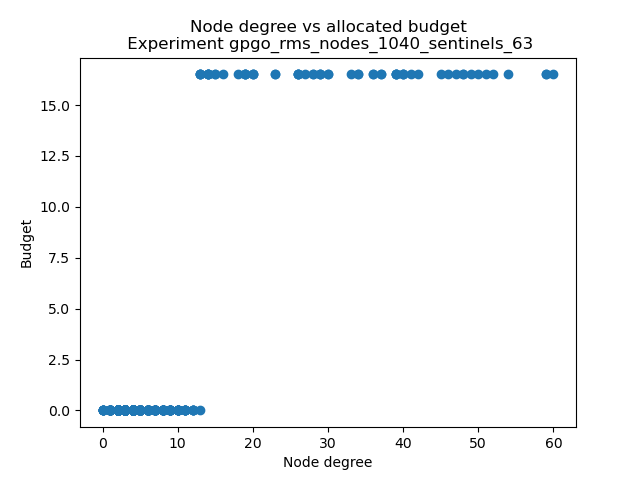 Node degree vs allocated budget
Experiment gpgo_rms_nodes_1040_sentinels_63
Budget
15.0
12.5
10.0
7.5
5.0
2.5
0.0
0 10 20 30 40 50 60
Node degree